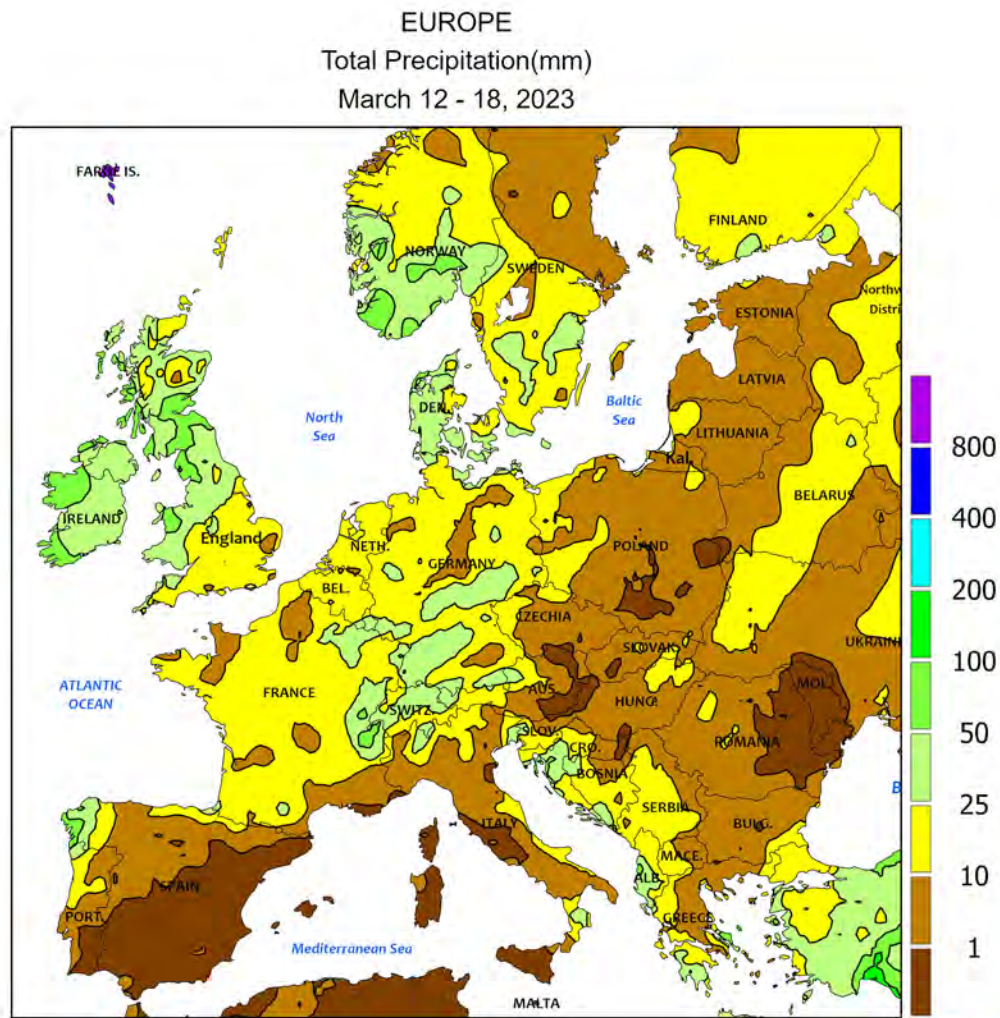 EUROPE
Total Precipitation(mm)
March 12 - 18, 2023
FAROE IS.
FINLAND
NORWAY
SWEDEN
Northw
Distri
ESTONIA
LATVIA
Baltic
Sea
North
Sea
DEN.
LITHUANIA
800
Kal.
BELARUS
400
IRELAND
England
NETH.
POLAND
GERMANY
BEL.
200
CZECHIA
UKRAINE
SLOVAK.
100
ATLANTIC
OCEAN
FRANCE
AUS.
MOL.
SWITZ.
HUNG.
50
SLOV.
ROMANIA
CRO.
BOSNIA
B
25
SERBIA
ITALY
BULG.
MACE.
10
ALB.
SPAIN
PORT.
GREECE
Mediterranean Sea
1
MALTA